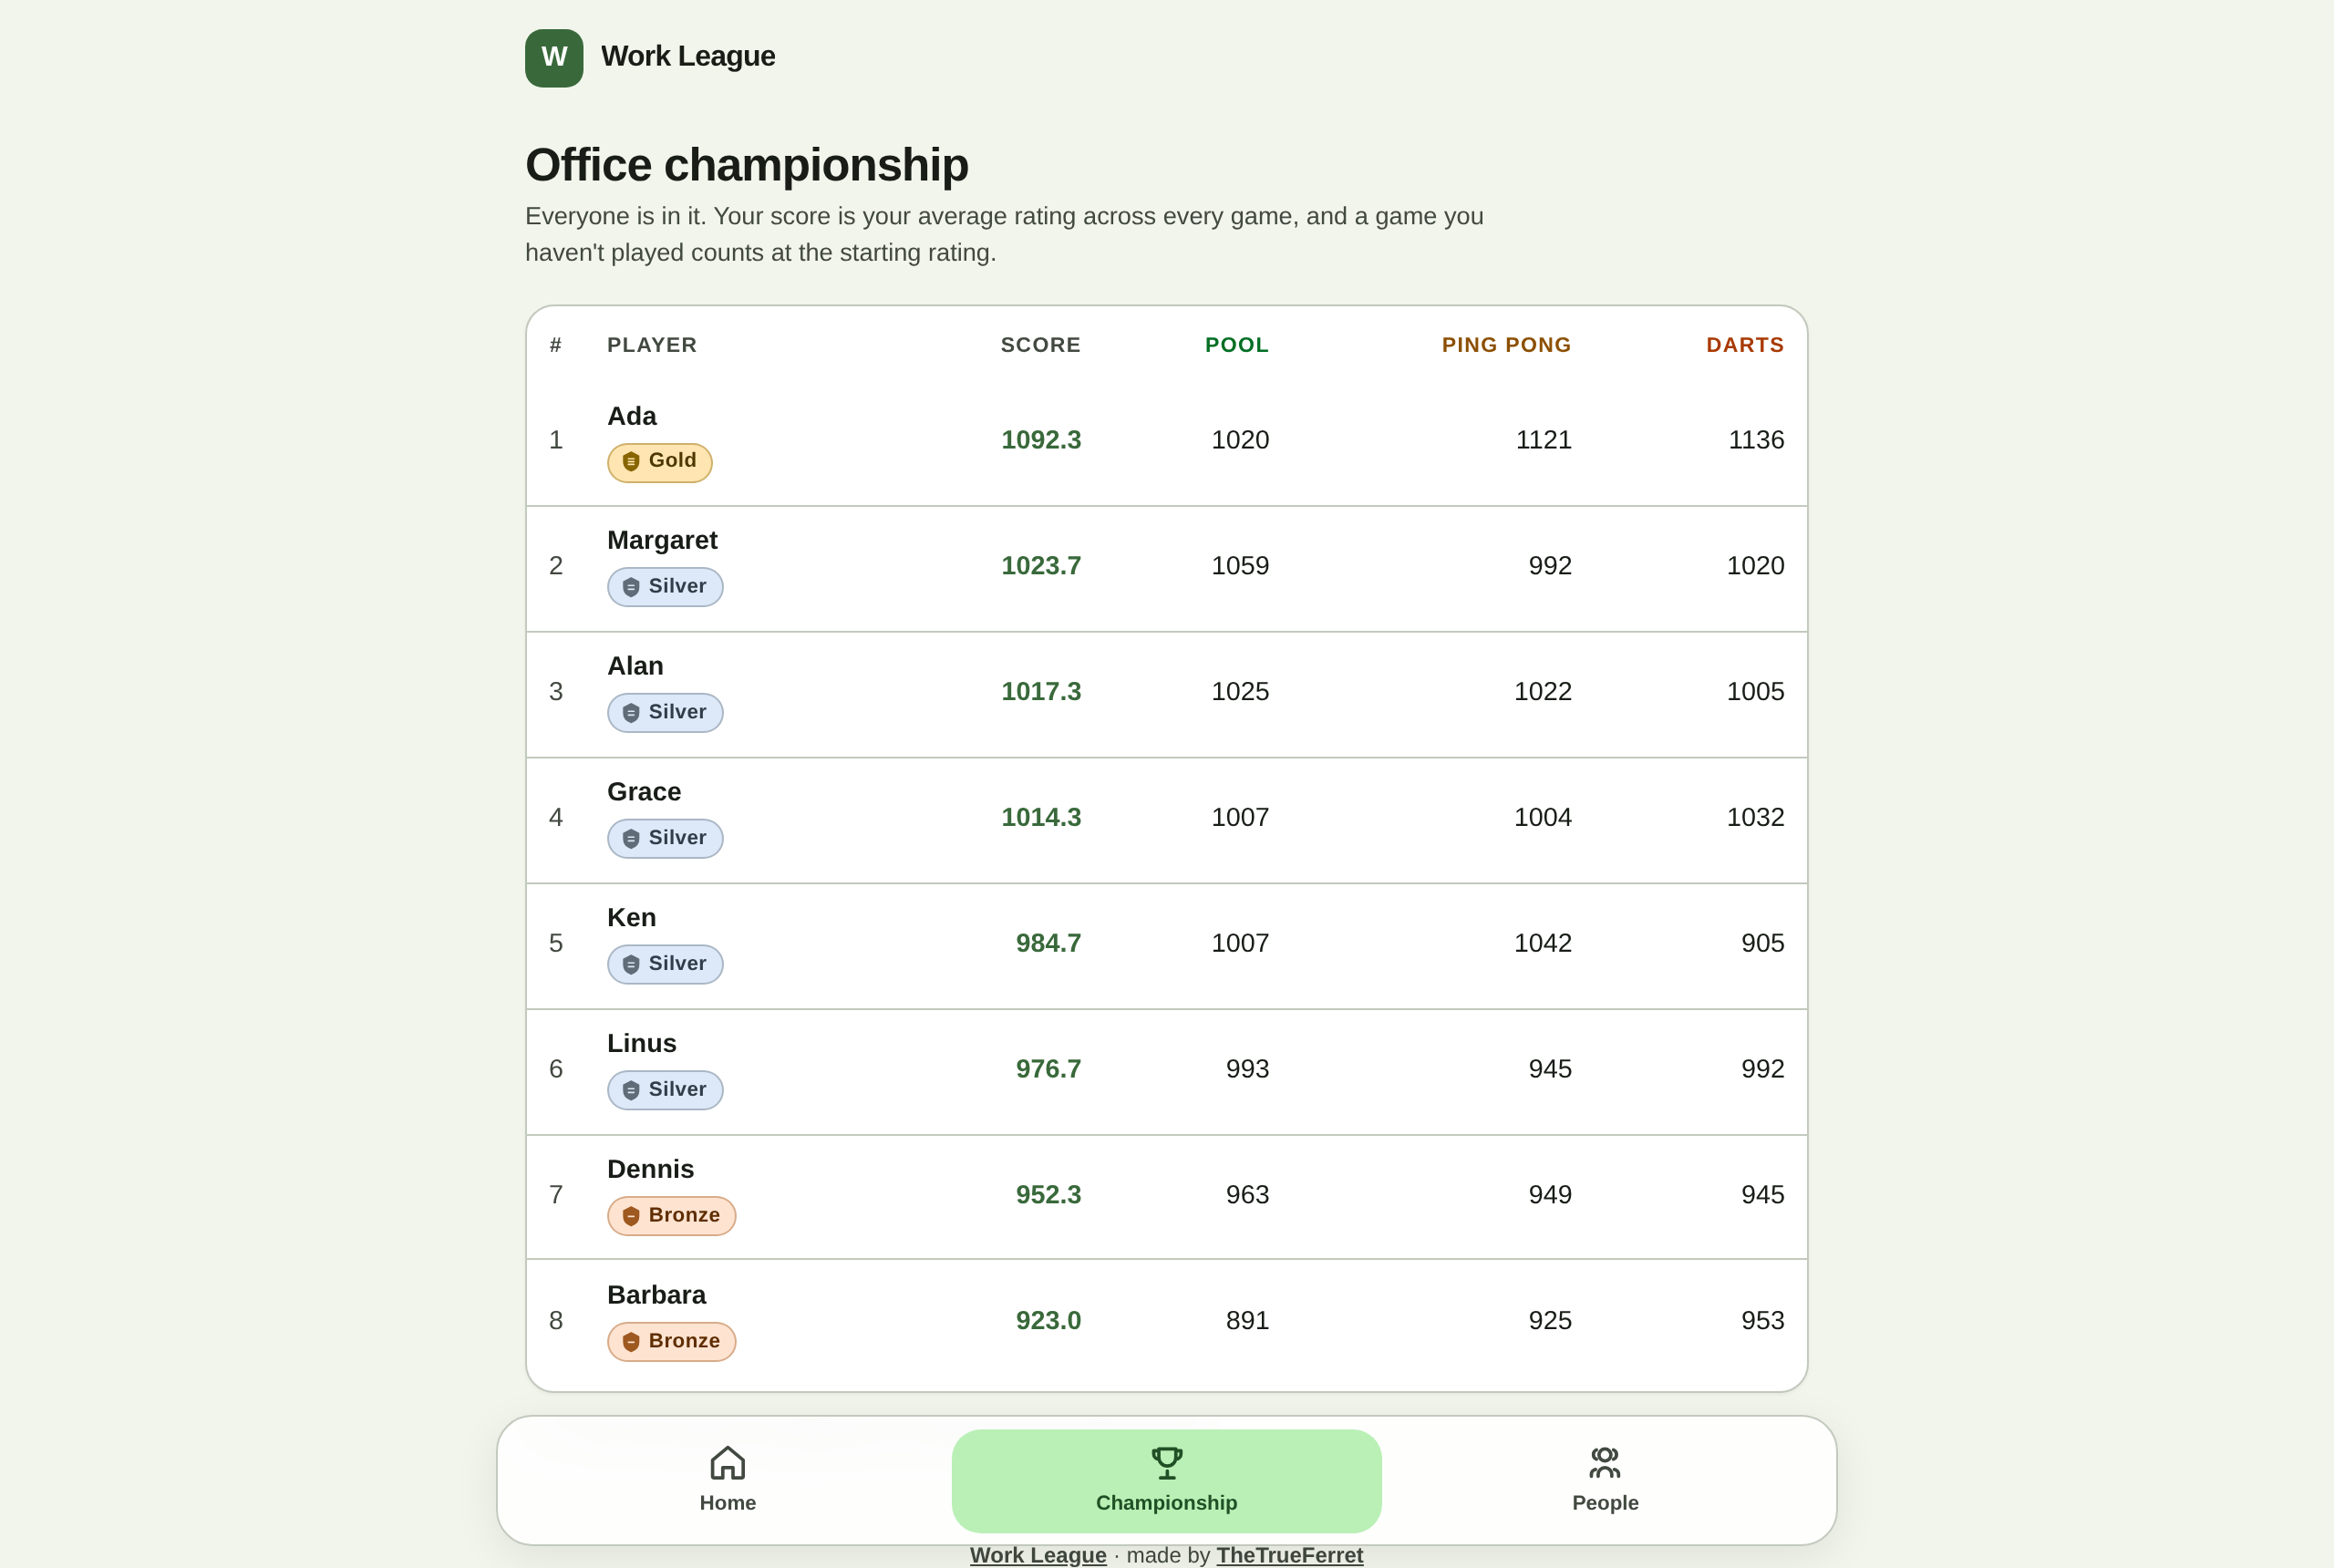 W Work League
Office championship
Everyone is in it. Your score is your average rating across every game, and a game you
haven't played counts at the starting rating.
# PLAYER SCORE POOL PING PONG DARTS
1 Ada 1092.3 1020 1121 1136
Gold
2 Margaret 1023.7 1059 992 1020
Silver
3 Alan 1017.3 1025 1022 1005
Silver
4 Grace 1014.3 1007 1004 1032
Silver
5 Ken 984.7 1007 1042 905
Silver
6 Linus 976.7 993 945 992
Silver
7 Dennis 952.3 963 949 945
Bronze
8 Barbara 923.0 891 925 953
Bronze
Home Championship People
Work League · made by TheTrueFerret